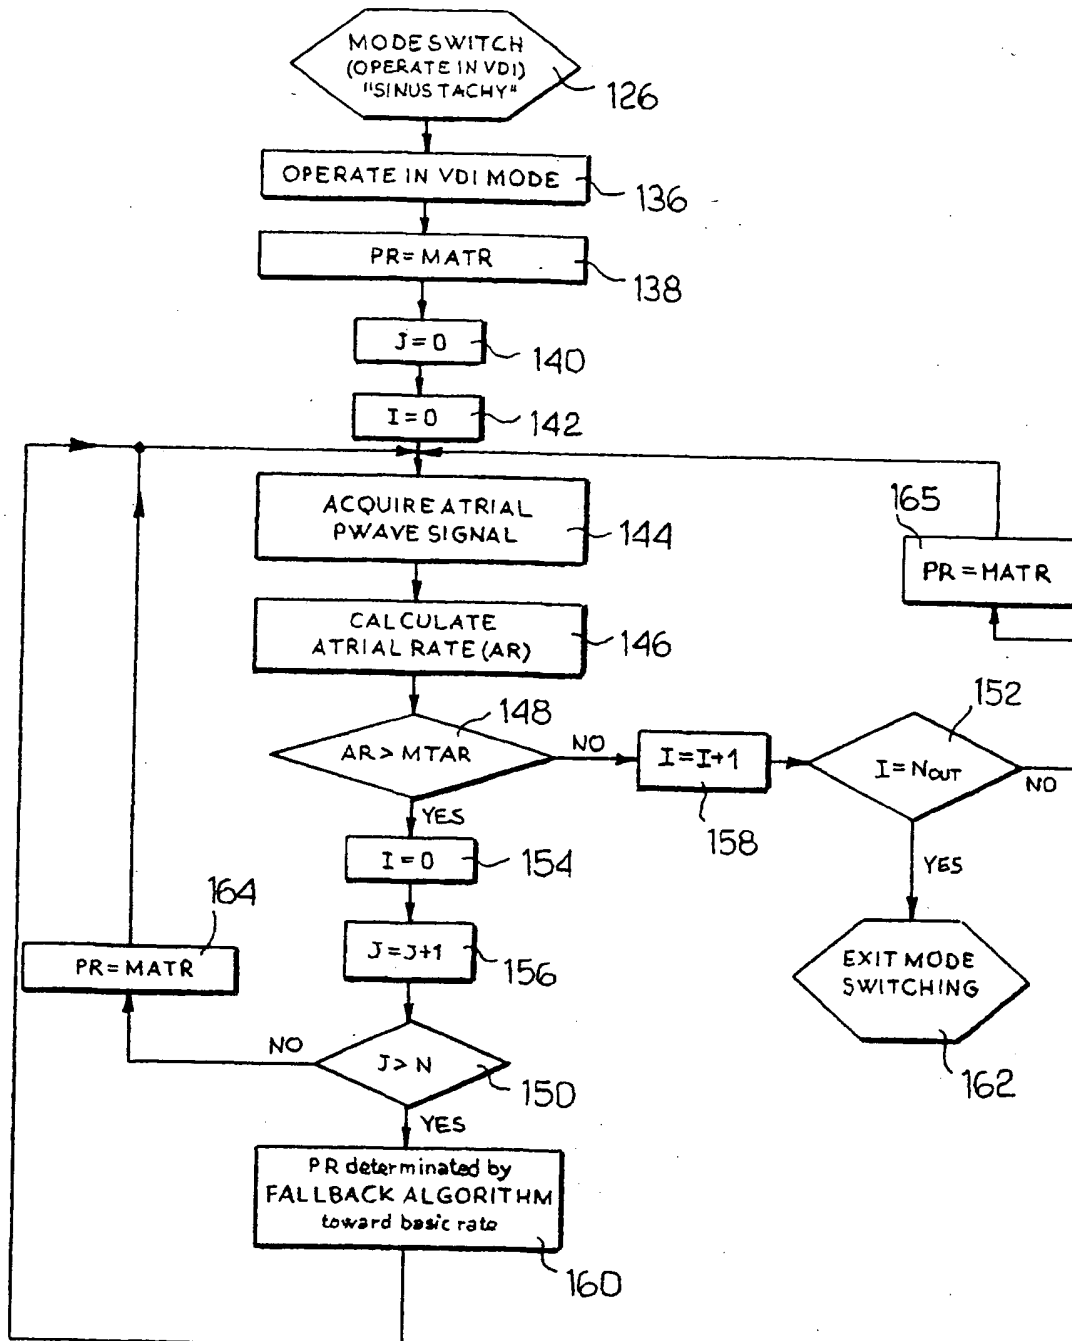 MODE SWITCH
(OPERATE IN VDI)
"SINUS TACHY"
126
OPERATE IN VDI MODE
136
PR=MATR
138
J=0
140
I=0
142
ACQUIRE ATRIAL
PWAVE SIGNAL
144
165
PR=MATR
CALCULATE
ATRIAL RATE (AR)
146
148
AR>MTAR
NO
I=I+1
158
152
I=NOUT
NO
YES
YES
I=0
154
164
PR=MATR
J=J+1
156
EXIT MODE
SWITCHING
162
NO
J>N
150
YES
PR determinated by
FALLBACK ALGORITHM
toward basic rate
160